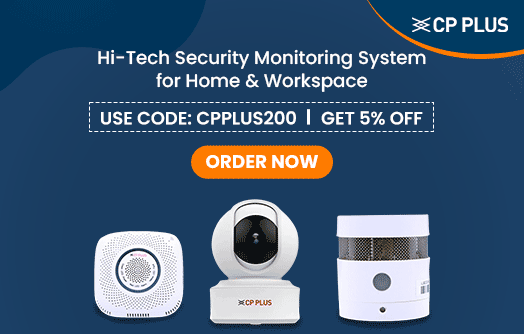 CP PLUS
Hi-Tech Security Monitoring System
for Home & Workspace
USE CODE: CPPLUS200 | GET 5% OFF
ORDER NOW
CP PLUS